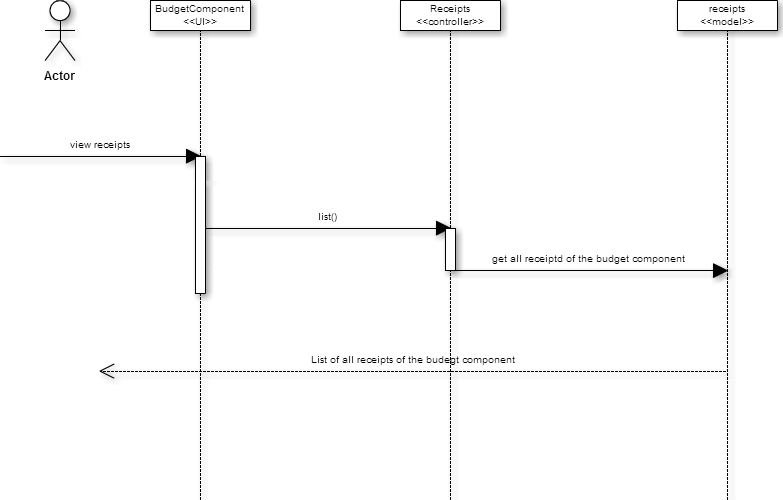 BudgetComponent
<<UI>>
Receipts
<<controller>>
receipts
<<model>>
Actor
view receipts
list()
get all receiptd of the budget component
List of all receipts of the budegt component